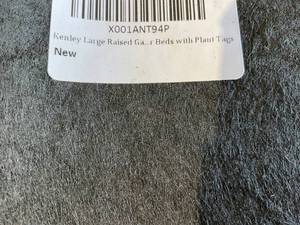 X001ANT94P
Kenley Large Raised Ga...r Beds with Plant Tags
New